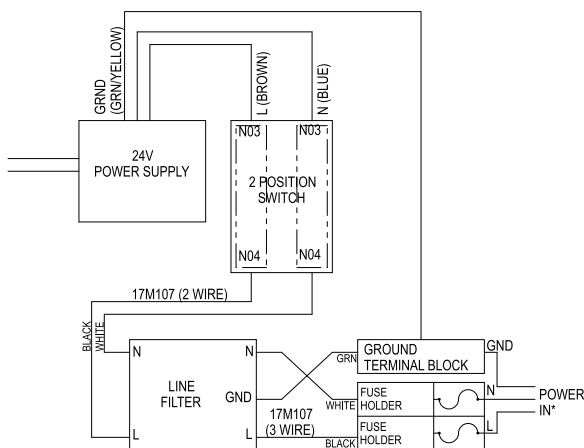 GRND
(GRN/YELLOW)
L (BROWN)
N (BLUE)
24V
POWER SUPPLY
N03
N03
2 POSITION
SWITCH
N04
N04
17M107 (2 WIRE)
BLACK
WHITE
N
N
LINE
FILTER
GND
L
L
GRN
GROUND
TERMINAL BLOCK
GND
17M107
(3 WIRE)
WHITE
FUSE
HOLDER
N
POWER
IN*
BLACK
FUSE
HOLDER
L